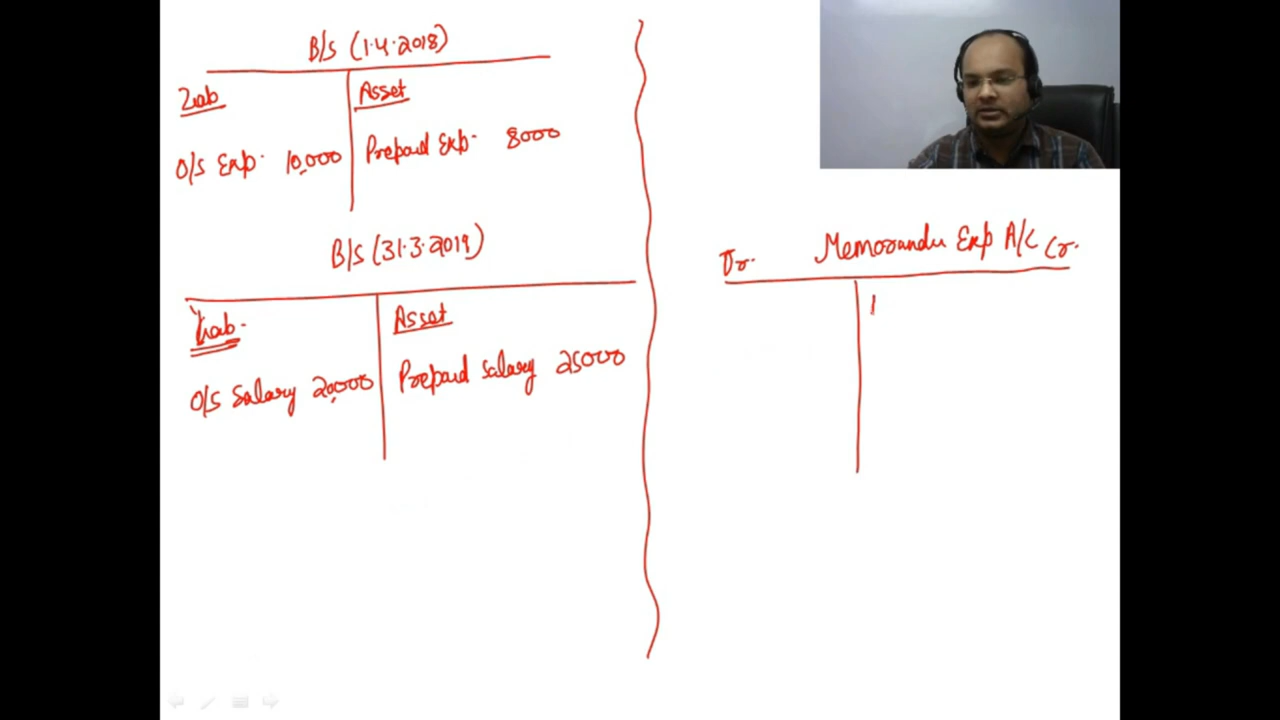 B/S (1.4.2018)
Liab Asset
O/S Exp. 10,000 Prepaid Exp. 8000
B/S (31.3.2019)
Liab. Asset
O/S Salary 20,000 Prepaid Salary 25000
Dr. Memorandu Exp A/C Cr.